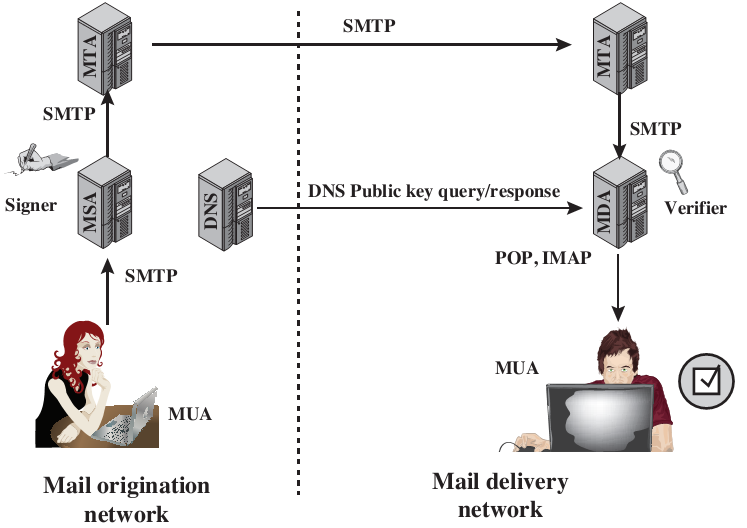 SMTP
MTA
MTA
SMTP
SMTP
Signer
MSA
DNS
DNS Public key query/response
MDA
Verifier
SMTP
POP, IMAP
MUA
MUA
Mail origination
network
Mail delivery
network